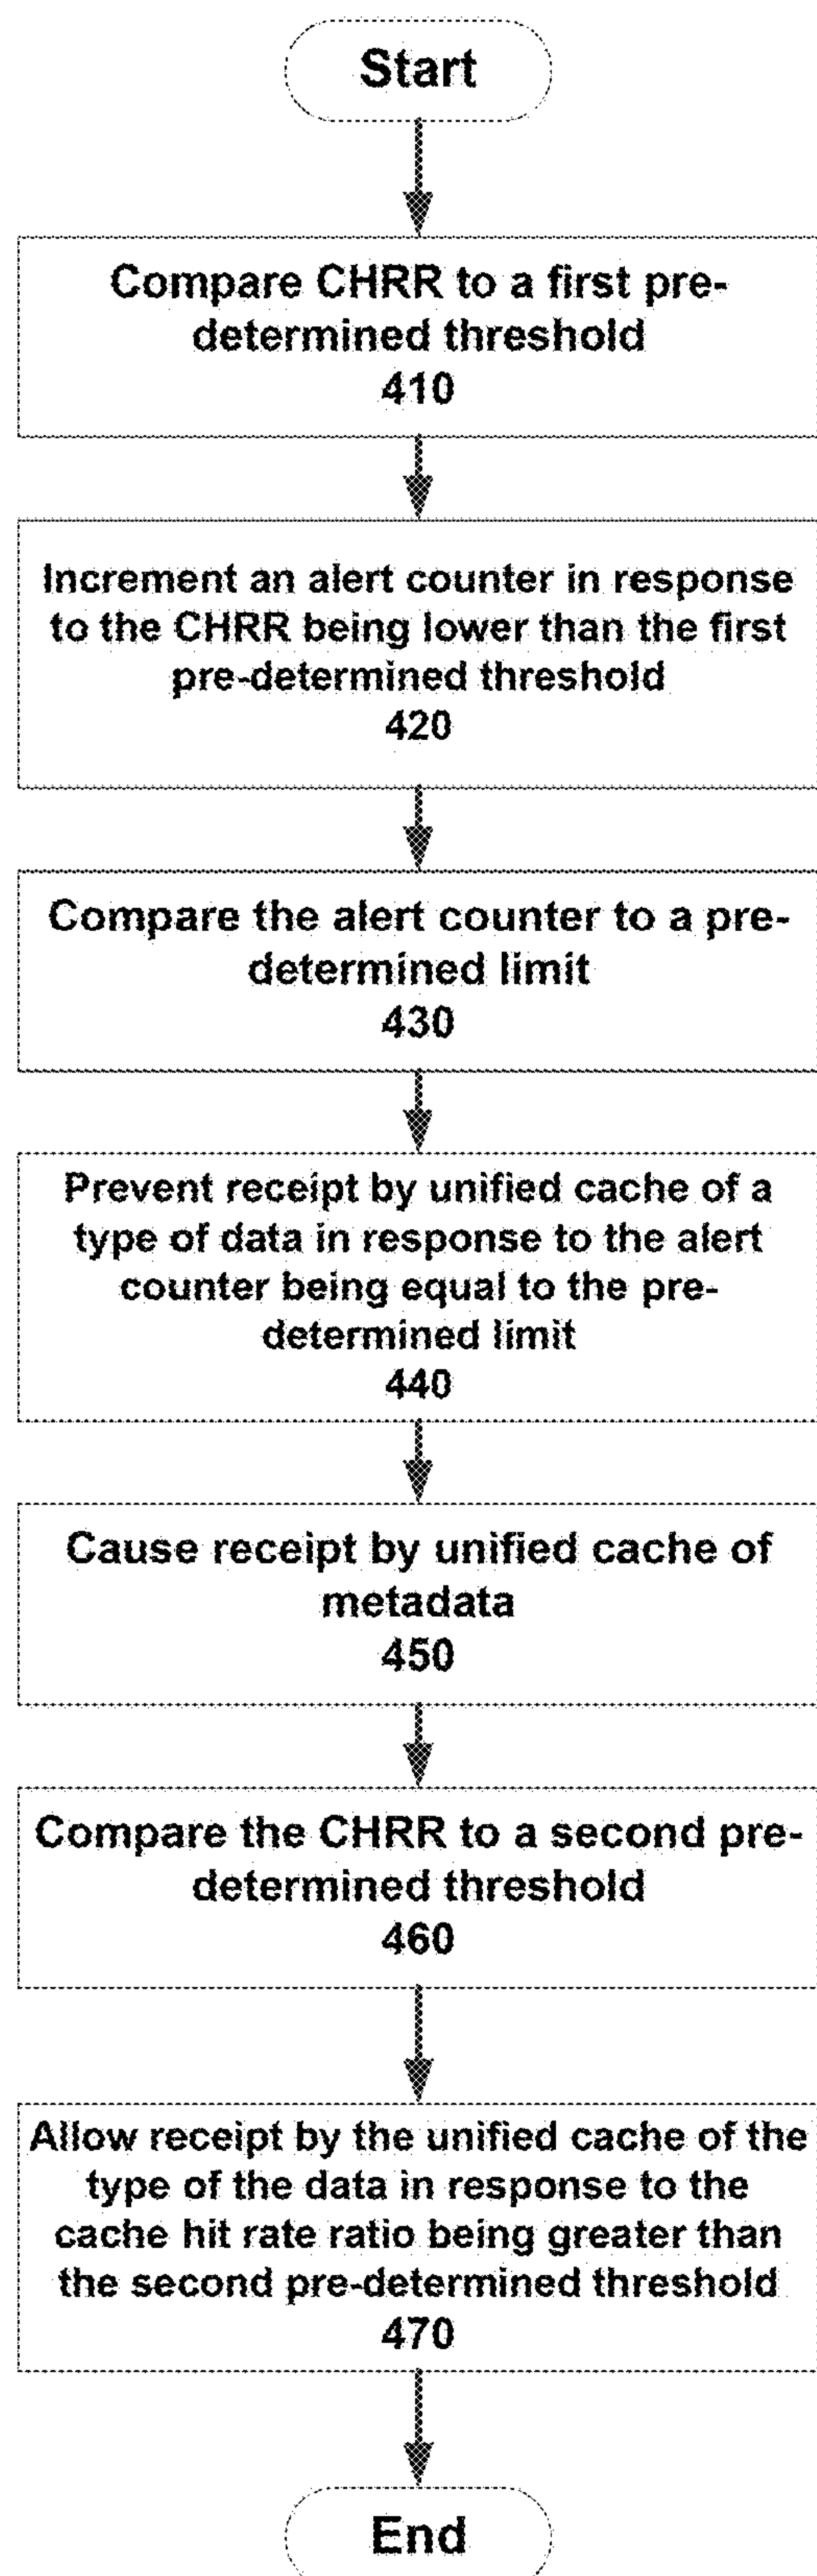 Start
Compare CHRR to a first pre-
determined threshold
410
Increment an alert counter in response
to the CHRR being lower than the first
pre-determined threshold
420
Compare the alert counter to a pre-
determined limit
430
Prevent receipt by unified cache of a
type of data in response to the alert
counter being equal to the pre-
determined limit
440
Cause receipt by unified cache of
metadata
450
Compare the CHRR to a second pre-
determined threshold
460
Allow receipt by the unified cache of the
type of the data in response to the
cache hit rate ratio being greater than
the second pre-determined threshold
470
End